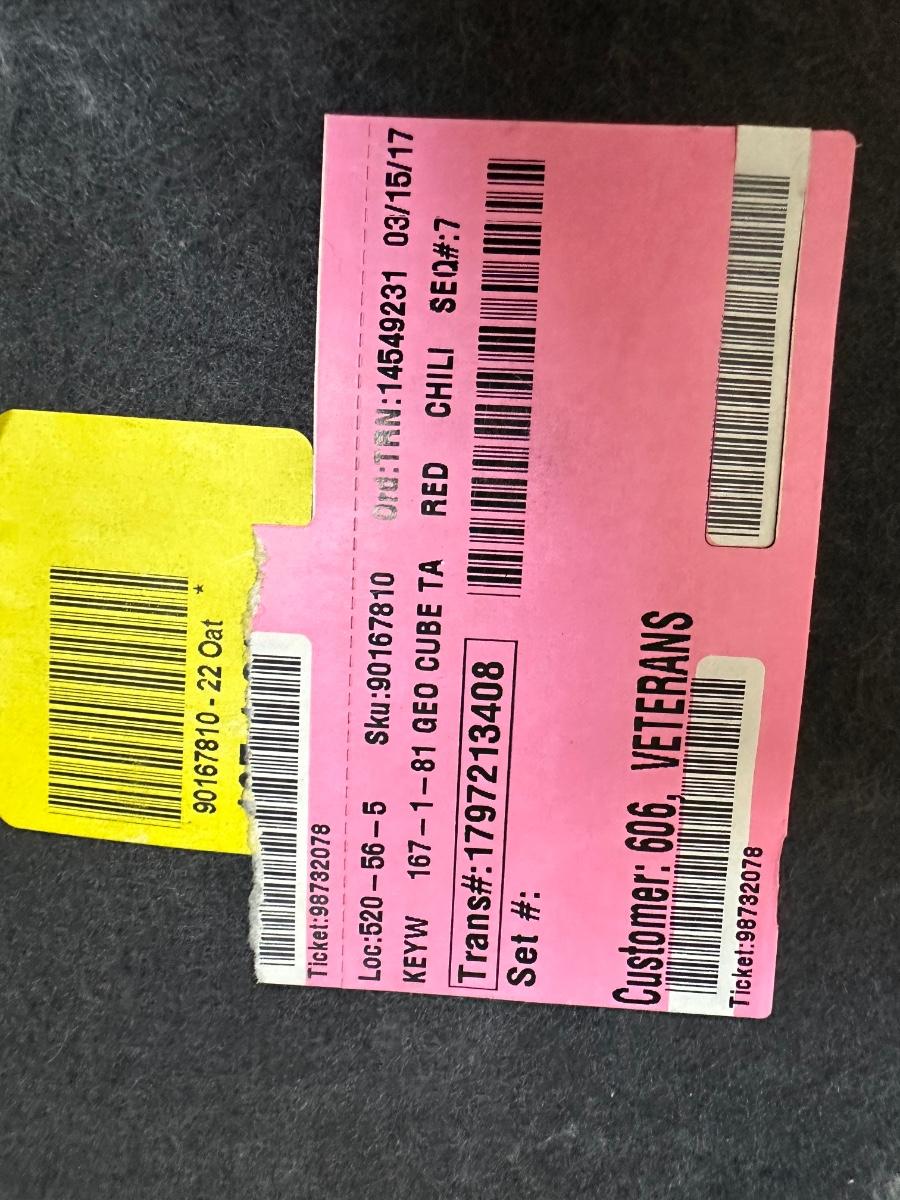 90167810-22 Oat *
Ticket:98732078
Loc:520-56-5 Sku:90167810 Ord:TRN:14549231 03/15/17
KEYW 167-1-81 GEO CUBE TA RED CHILI SEQ#:7
Trans#:1797213408
Set #:
Customer: 606, VETERANS
Ticket:98732078